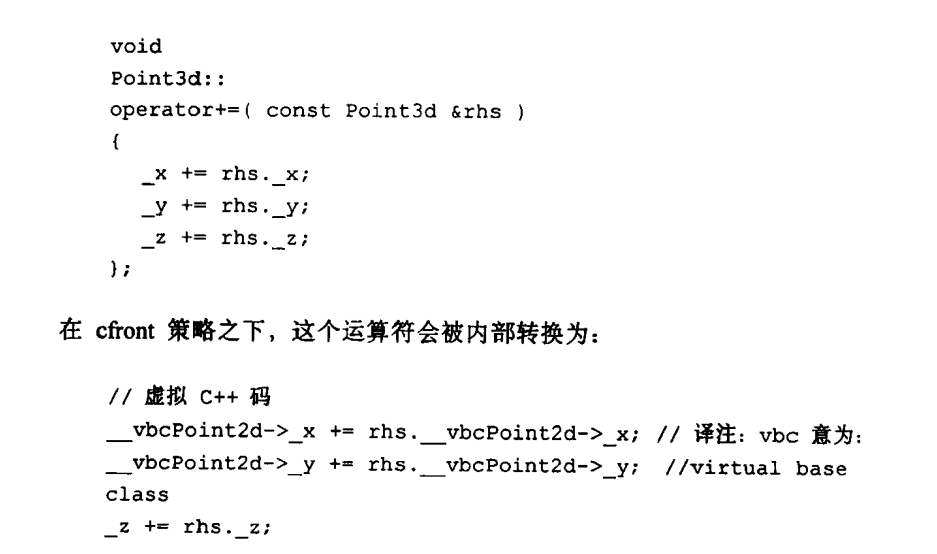 void
Point3d::
operator+=( const Point3d &rhs )
{
_x += rhs._x;
_y += rhs._y;
_z += rhs._z;
};
在 cfront 策略之下，这个运算符会被内部转换为：
// 虚拟 C++ 码
__vbcPoint2d->_x += rhs.__vbcPoint2d->_x; // 译注：vbc 意为：
__vbcPoint2d->_y += rhs.__vbcPoint2d->_y; //virtual base
class
_z += rhs._z;